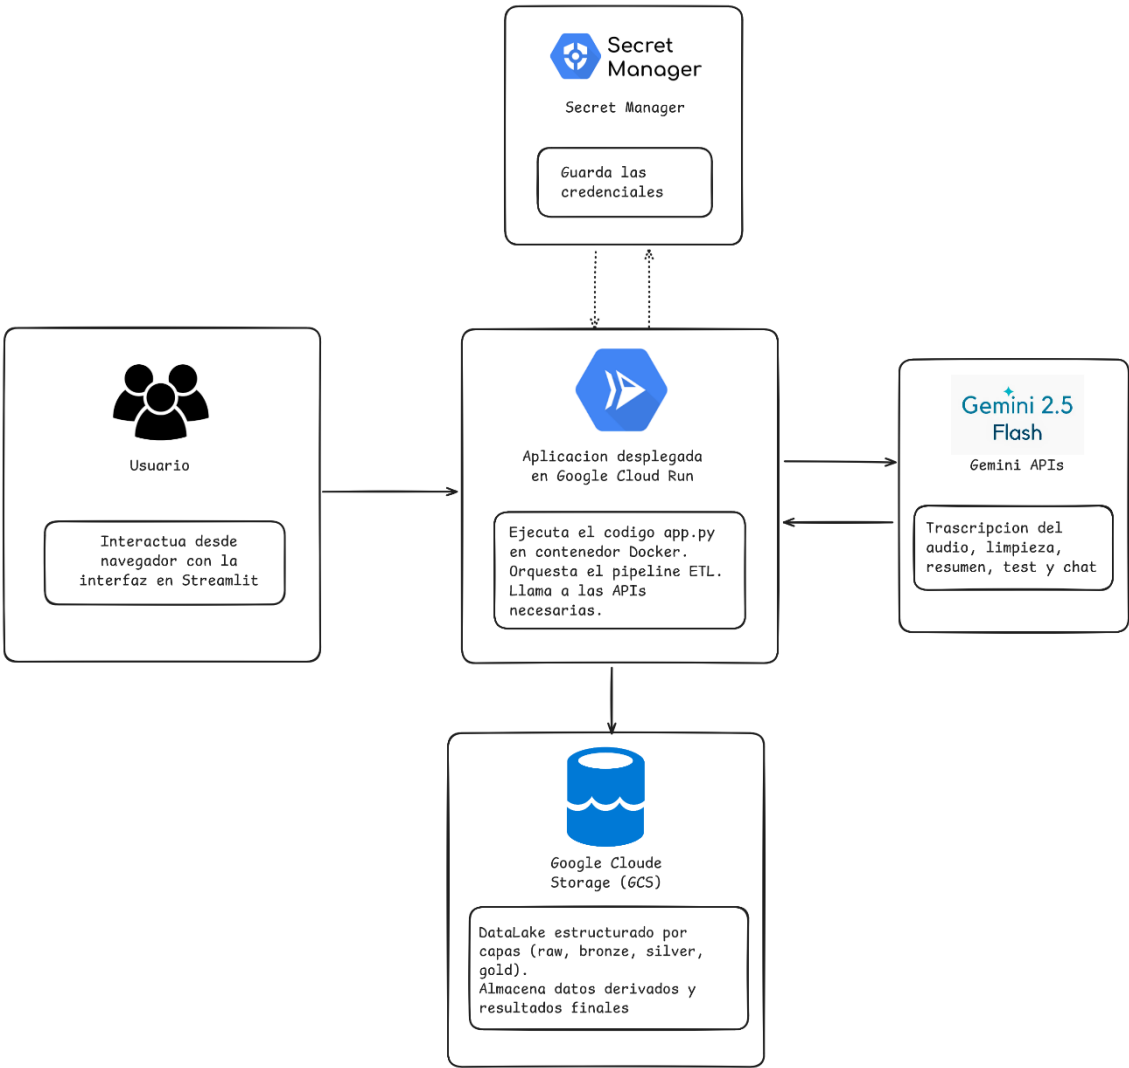 Secret
Manager
Secret Manager
Guarda las
credenciales
Usuario
Interactua desde
navegador con la
interfaz en Streamlit
Aplicacion desplegada
en Google Cloud Run
Ejecuta el codigo app.py
en contenedor Docker.
Orquesta el pipeline ETL.
Llama a las APIs
necesarias.
Gemini 2.5
Flash
Gemini APIs
Trascripcion del
audio, limpieza,
resumen, test y chat
Google Cloude
Storage (GCS)
DataLake estructurado por
capas (raw, bronze, silver,
gold).
Almacena datos derivados y
resultados finales